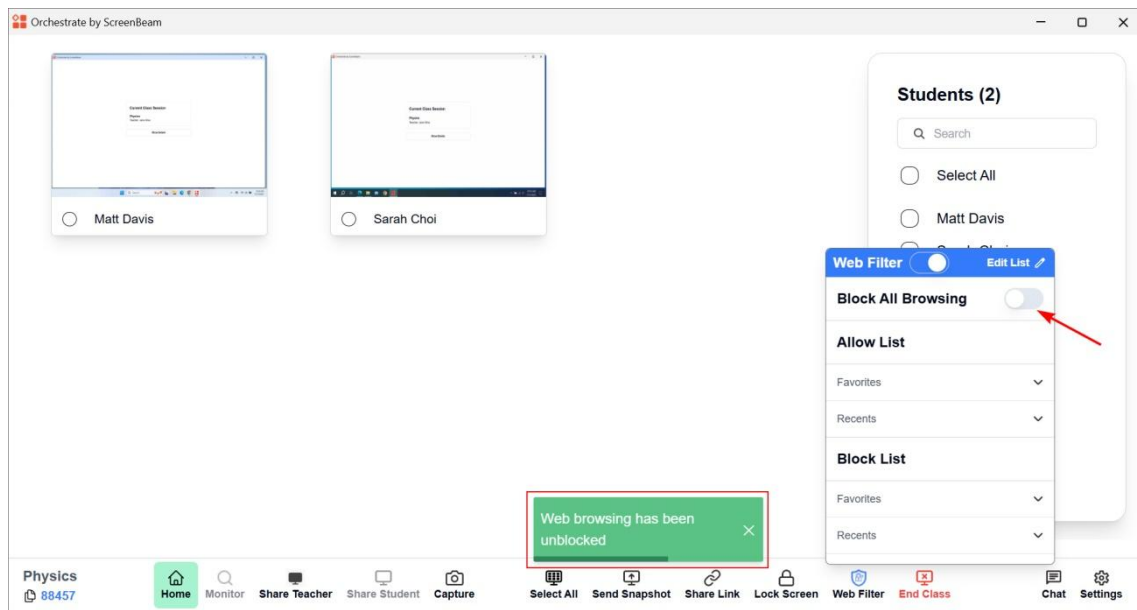 Orchestrate by ScreenBeam
Matt Davis
Sarah Choi
Students (2)
Search
Select All
Matt Davis
Web Filter
Edit List
Block All Browsing
Allow List
Favorites
Recents
Block List
Favorites
Recents
Web browsing has been
unblocked
Physics
88457
Home
Monitor
Share Teacher
Share Student
Capture
Select All
Send Snapshot
Share Link
Lock Screen
Web Filter
End Class
Chat
Settings